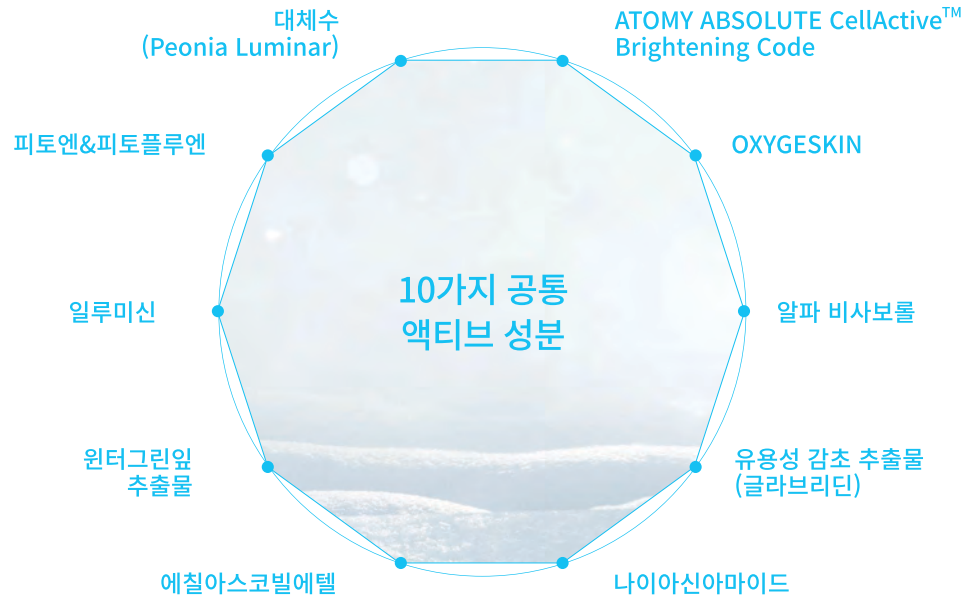 대체수
(Peonia Luminar)
ATOMY ABSOLUTE CellActive™
Brightening Code
피토엔&피토플루엔
OXYGESKIN
10가지 공통
액티브 성분
일루미신
알파 비사보롤
윈터그린잎
추출물
유용성 감초 추출물
(글라브리딘)
에칠아스코빌에텔
나이아신아마이드